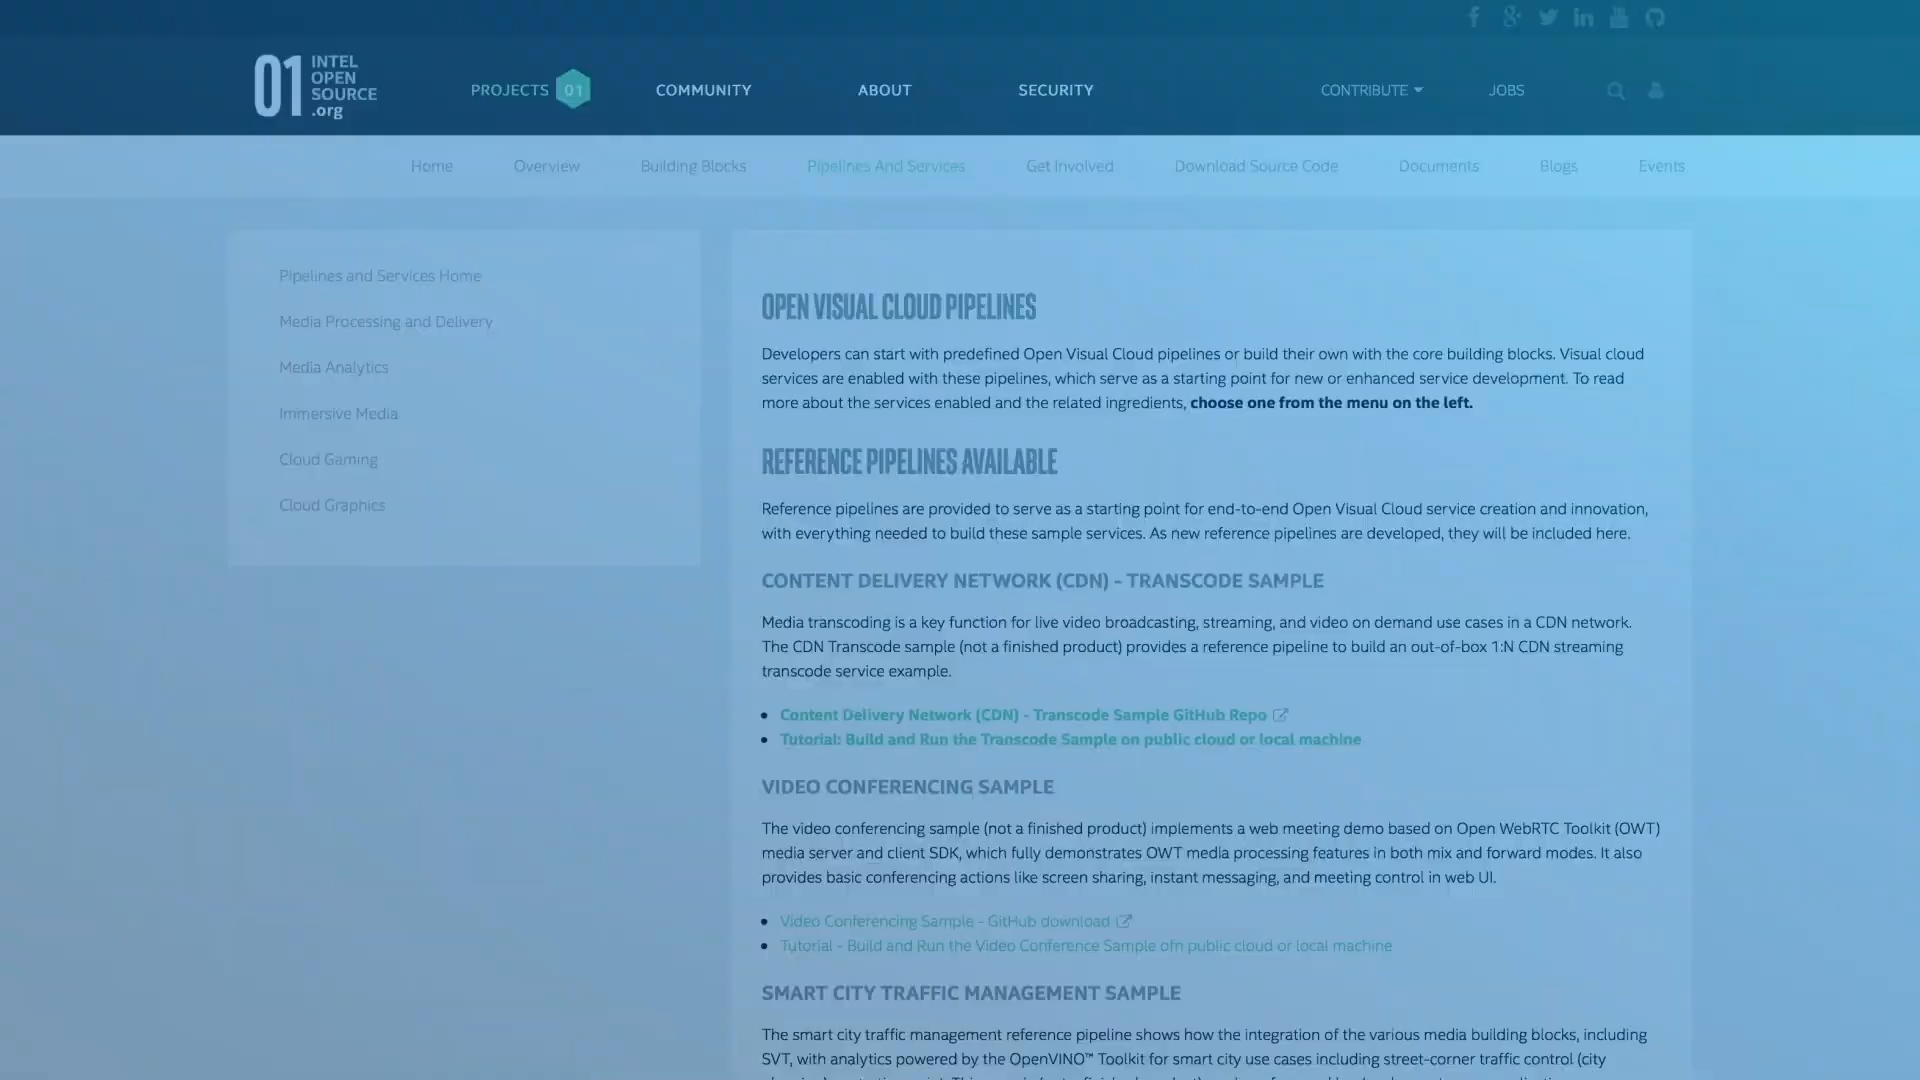 01 INTEL
OPEN
SOURCE
.org
PROJECTS 01
COMMUNITY
ABOUT
SECURITY
CONTRIBUTE
JOBS
Home
Overview
Building Blocks
Pipelines And Services
Get Involved
Download Source Code
Documents
Blogs
Events
Pipelines and Services Home
Media Processing and Delivery
Media Analytics
Immersive Media
Cloud Gaming
Cloud Graphics
OPEN VISUAL CLOUD PIPELINES
Developers can start with predefined Open Visual Cloud pipelines or build their own with the core building blocks. Visual cloud
services are enabled with these pipelines, which serve as a starting point for new or enhanced service development. To read
more about the services enabled and the related ingredients, choose one from the menu on the left.
REFERENCE PIPELINES AVAILABLE
Reference pipelines are provided to serve as a starting point for end-to-end Open Visual Cloud service creation and innovation,
with everything needed to build these sample services. As new reference pipelines are developed, they will be included here.
CONTENT DELIVERY NETWORK (CDN) - TRANSCODE SAMPLE
Media transcoding is a key function for live video broadcasting, streaming, and video on demand use cases in a CDN network.
The CDN Transcode sample (not a finished product) provides a reference pipeline to build an out-of-box 1:N CDN streaming
transcode service example.
• Content Delivery Network (CDN) - Transcode Sample GitHub Repo
• Tutorial: Build and Run the Transcode Sample on public cloud or local machine
VIDEO CONFERENCING SAMPLE
The video conferencing sample (not a finished product) implements a web meeting demo based on Open WebRTC Toolkit (OWT)
media server and client SDK, which fully demonstrates OWT media processing features in both mix and forward modes. It also
provides basic conferencing actions like screen sharing, instant messaging, and meeting control in web UI.
• Video Conferencing Sample - GitHub download
• Tutorial - Build and Run the Video Conference Sample ofn public cloud or local machine
SMART CITY TRAFFIC MANAGEMENT SAMPLE
The smart city traffic management reference pipeline shows how the integration of the various media building blocks, including
SVT, with analytics powered by the OpenVINO™ Toolkit for smart city use cases including street-corner traffic control (city